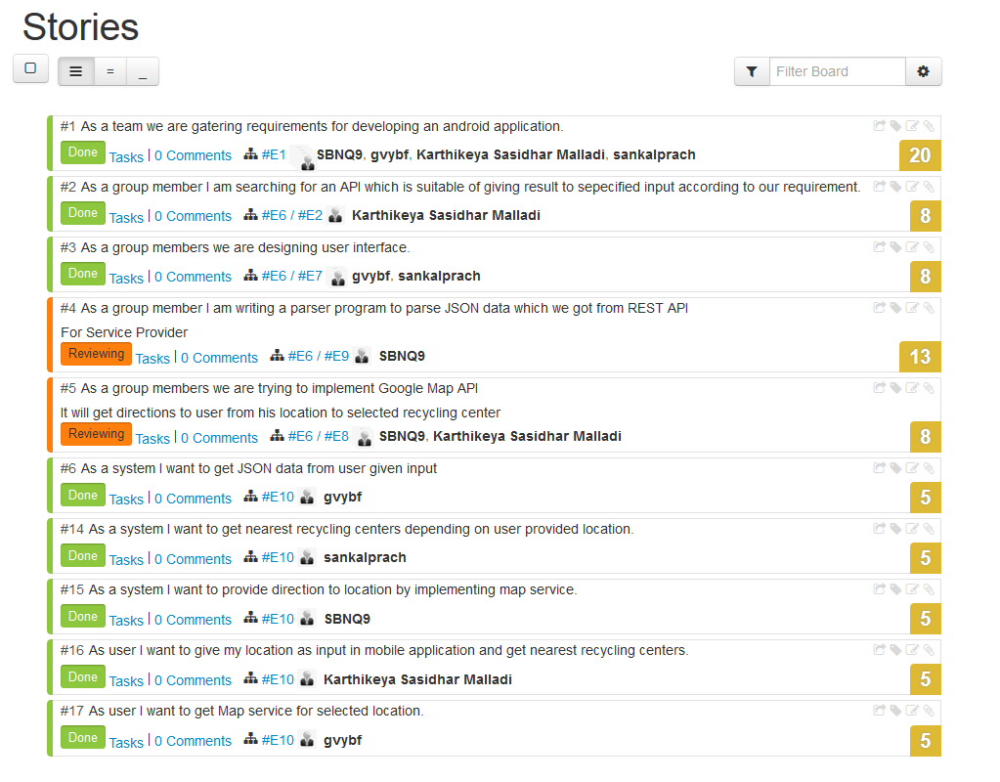 Stories
= _
Filter Board
#1 As a team we are gatering requirements for developing an android application.
Done Tasks | 0 Comments #E1 SBNQ9, gvybf, Karthikeya Sasidhar Malladi, sankalprach
20
#2 As a group member I am searching for an API which is suitable of giving result to sepecified input according to our requirement.
Done Tasks | 0 Comments #E6 / #E2 Karthikeya Sasidhar Malladi
8
#3 As a group members we are designing user interface.
Done Tasks | 0 Comments #E6 / #E7 gvybf, sankalprach
8
#4 As a group member I am writing a parser program to parse JSON data which we got from REST API
For Service Provider
Reviewing Tasks | 0 Comments #E6 / #E9 SBNQ9
13
#5 As a group members we are trying to implement Google Map API
It will get directions to user from his location to selected recycling center
Reviewing Tasks | 0 Comments #E6 / #E8 SBNQ9, Karthikeya Sasidhar Malladi
8
#6 As a system I want to get JSON data from user given input
Done Tasks | 0 Comments #E10 gvybf
5
#14 As a system I want to get nearest recycling centers depending on user provided location.
Done Tasks | 0 Comments #E10 sankalprach
5
#15 As a system I want to provide direction to location by implementing map service.
Done Tasks | 0 Comments #E10 SBNQ9
5
#16 As user I want to give my location as input in mobile application and get nearest recycling centers.
Done Tasks | 0 Comments #E10 Karthikeya Sasidhar Malladi
5
#17 As user I want to get Map service for selected location.
Done Tasks | 0 Comments #E10 gvybf
5